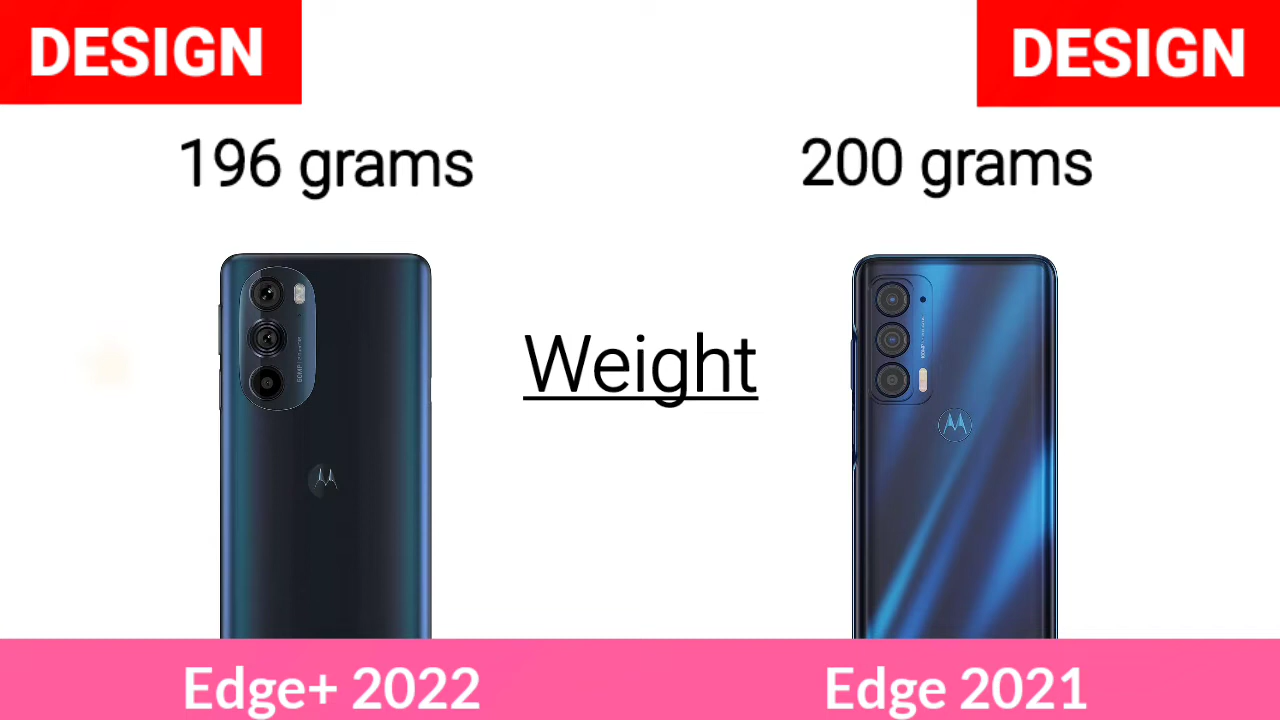 DESIGN
DESIGN
196 grams
200 grams
Weight
Edge+ 2022
Edge 2021